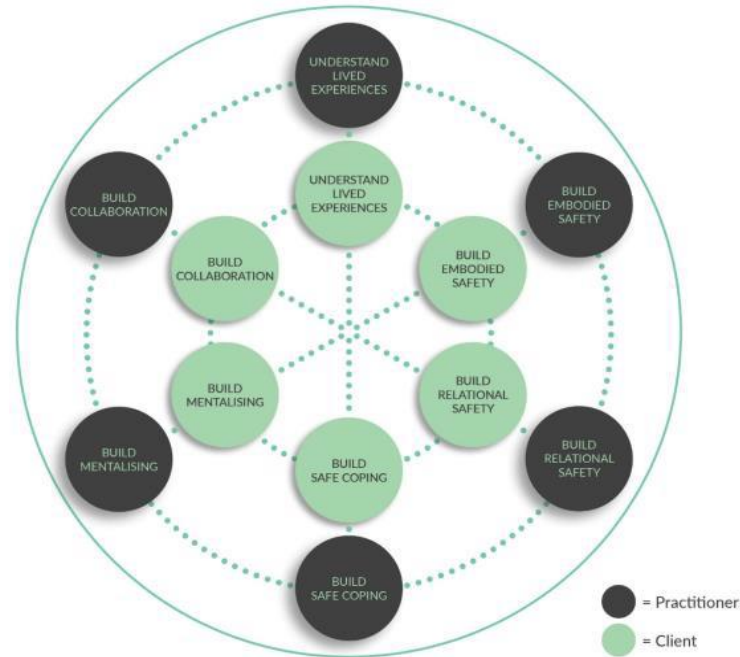 UNDERSTAND
LIVED
EXPERIENCES
UNDERSTAND
LIVED
EXPERIENCES
BUILD
COLLABORATION
BUILD
EMBODIED
SAFETY
BUILD
COLLABORATION
BUILD
EMBODIED
SAFETY
BUILD
MENTALISING
BUILD
RELATIONAL
SAFETY
BUILD
MENTALISING
BUILD
RELATIONAL
SAFETY
BUILD
SAFE COPING
BUILD
SAFE COPING
= Practitioner
= Client